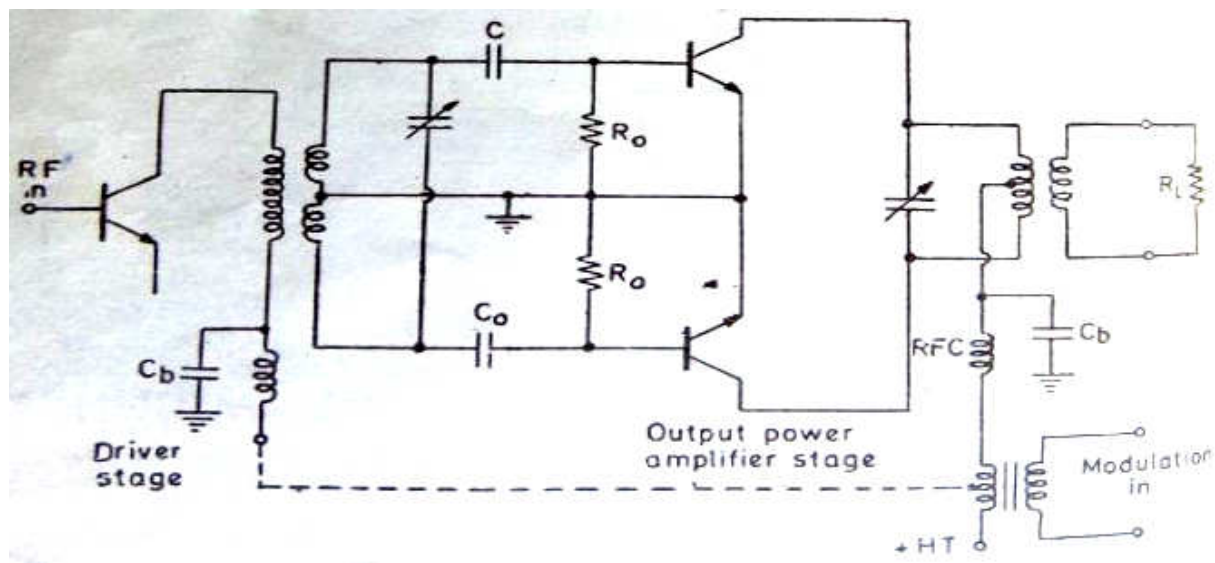 C
RF
in
Ro
Ro
RL
Co
Cb
RFC
Cb
Driver
stage
Output power
amplifier stage
Modulation
in
+ HT